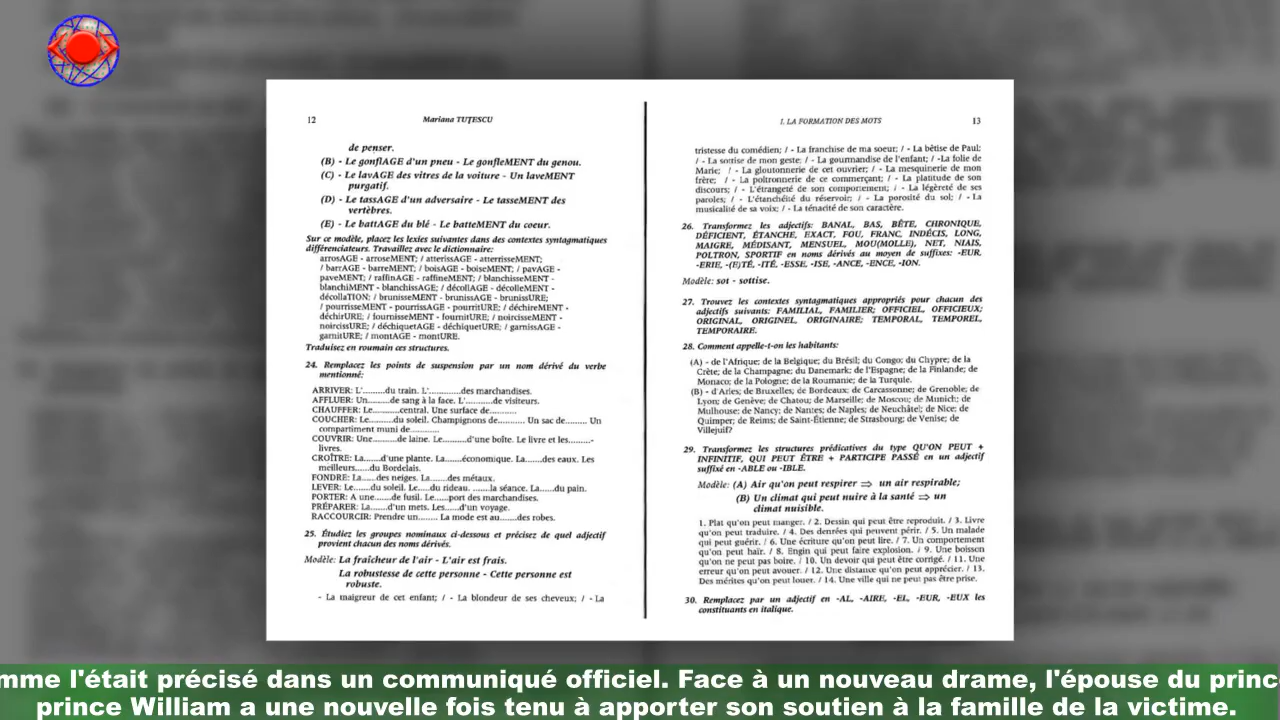 12
Mariana TUŢESCU
de penser.
(B) - Le gonflAGE d'un pneu - Le gonfleMENT du genou.
(C) - Le lavAGE des vitres de la voiture - Un laveMENT
purgatif.
(D) - Le tassAGE d'un adversaire - Le tasseMENT des
vertèbres.
(E) - Le battAGE du blé - Le batteMENT du coeur.
Sur ce modèle, placez les lexies suivantes dans des contextes syntagmatiques
différenciateurs. Travaillez avec le dictionnaire:
arrosAGE - arroseMENT; / atterissAGE - atterrisseMENT;
/ barrAGE - barreMENT; / boisAGE - boiseMENT; / pavAGE -
paveMENT; / raffinAGE - raffineMENT; / blanchisseMENT -
blanchiMENT - blanchissAGE; / décollAGE - décolleMENT -
décollaTION; / brunisseMENT - brunissAGE - brunissURE;
/ pourrisseMENT - pourrissAGE - pourritURE; / déchireMENT -
déchirURE; / fournisseMENT - fournitURE; / noircisseMENT -
noircissURE; / déchiquetAGE - déchiquetURE; / garnissAGE -
garnitURE; / montAGE - montURE.
Traduisez en roumain ces structures.
24. Remplacez les points de suspension par un nom dérivé du verbe
mentionné:
ARRIVER: L'.........du train. L'............des marchandises.
AFFLUER: Un.........de sang à la face. L'..........de visiteurs.
CHAUFFER: Le...........central. Une surface de..........
COUCHER: Le.........du soleil. Champignons de........... Un sac de......... Un
compartiment muni de...........
COUVRIR: Une..........de laine. Le..........d'une boîte. Le livre et les.........-
livres.
CROÎTRE: La.......d'une plante. La.......économique. La.......des eaux. Les
meilleurs.....du Bordelais.
FONDRE: La......des neiges. La.......des métaux.
LEVER: Le......du soleil. Le.....du rideau. .......la séance. La.....du pain.
PORTER: A une.....de fusil. Le.....port des marchandises.
PRÉPARER: La.......d'un mets. Les.....d'un voyage.
RACCOURCIR: Prendre un........ La mode est au.......des robes.
25. Étudiez les groupes nominaux ci-dessous et précisez de quel adjectif
provient chacun des noms dérivés.
Modèle: La fraîcheur de l'air - L'air est frais.
La robustesse de cette personne - Cette personne est
robuste.
- La maigreur de cet enfant; / - La blondeur de ses cheveux; / - La
I. LA FORMATION DES MOTS
13
tristesse du comédien; / - La franchise de ma soeur; / - La bêtise de Paul;
/ - La sottise de mon geste; / - La gourmandise de l'enfant; / -La folie de
Marie; / - La gloutonnerie de cet ouvrier; / - La mesquinerie de mon
frère; / - La poltronnerie de ce commerçant; / - La platitude de son
discours; / - L'étrangeté de son comportement; / - La légèreté de ses
paroles; / - L'étanchéité du réservoir; / - La porosité du sol; / - La
musicalité de sa voix; / - La ténacité de son caractère.
26. Transformez les adjectifs: BANAL, BAS, BÊTE, CHRONIQUE,
DÉFICIENT, ÉTANCHE, EXACT, FOU, FRANC, INDÉCIS, LONG,
MAIGRE, MÉDISANT, MENSUEL, MOU(MOLLE), NET, NIAIS,
POLTRON, SPORTIF en noms dérivés au moyen de suffixes: -EUR,
-ERIE, -(E)TÉ, -ITÉ, -ESSE, -ISE, -ANCE, -ENCE, -ION.
Modèle: sot - sottise.
27. Trouvez les contextes syntagmatiques appropriés pour chacun des
adjectifs suivants: FAMILIAL, FAMILIER; OFFICIEL, OFFICIEUX;
ORIGINAL, ORIGINEL, ORIGINAIRE; TEMPORAL, TEMPOREL,
TEMPORAIRE.
28. Comment appelle-t-on les habitants:
(A) - de l'Afrique; de la Belgique; du Brésil; du Congo; du Chypre; de la
Crète; de la Champagne; du Danemark; de l'Espagne; de la Finlande; de
Monaco; de la Pologne; de la Roumanie; de la Turquie.
(B) - d'Arles; de Bruxelles; de Bordeaux; de Carcassonne; de Grenoble; de
Lyon; de Genève; de Chatou; de Marseille; de Moscou; de Munich; de
Mulhouse; de Nancy; de Nantes; de Naples; de Neuchâtel; de Nice; de
Quimper; de Reims; de Saint-Étienne; de Strasbourg; de Venise; de
Villejuif?
29. Transformez les structures prédicatives du type QU'ON PEUT +
INFINITIF, QUI PEUT ÊTRE + PARTICIPE PASSÉ en un adjectif
suffixé en -ABLE ou -IBLE.
Modèle: (A) Air qu'on peut respirer ⇒ un air respirable;
(B) Un climat qui peut nuire à la santé ⇒ un
climat nuisible.
1. Plat qu'on peut manger. / 2. Dessin qui peut être reproduit. / 3. Livre
qu'on peut traduire. / 4. Des denrées qui peuvent périr. / 5. Un malade
qui peut guérir. / 6. Une écriture qu'on peut lire. / 7. Un comportement
qu'on peut haïr. / 8. Engin qui peut faire explosion. / 9. Une boisson
qu'on ne peut pas boire. / 10. Un devoir qui peut être corrigé. / 11. Une
erreur qu'on peut avouer. / 12. Une distance qu'on peut apprécier. / 13.
Des mérites qu'on peut louer. / 14. Une ville qui ne peut pas être prise.
30. Remplacez par un adjectif en -AL, -AIRE, -EL, -EUR, -EUX les
constituants en italique.
mme l'était précisé dans un communiqué officiel. Face à un nouveau drame, l'épouse du princ
prince William a une nouvelle fois tenu à apporter son soutien à la famille de la victime.